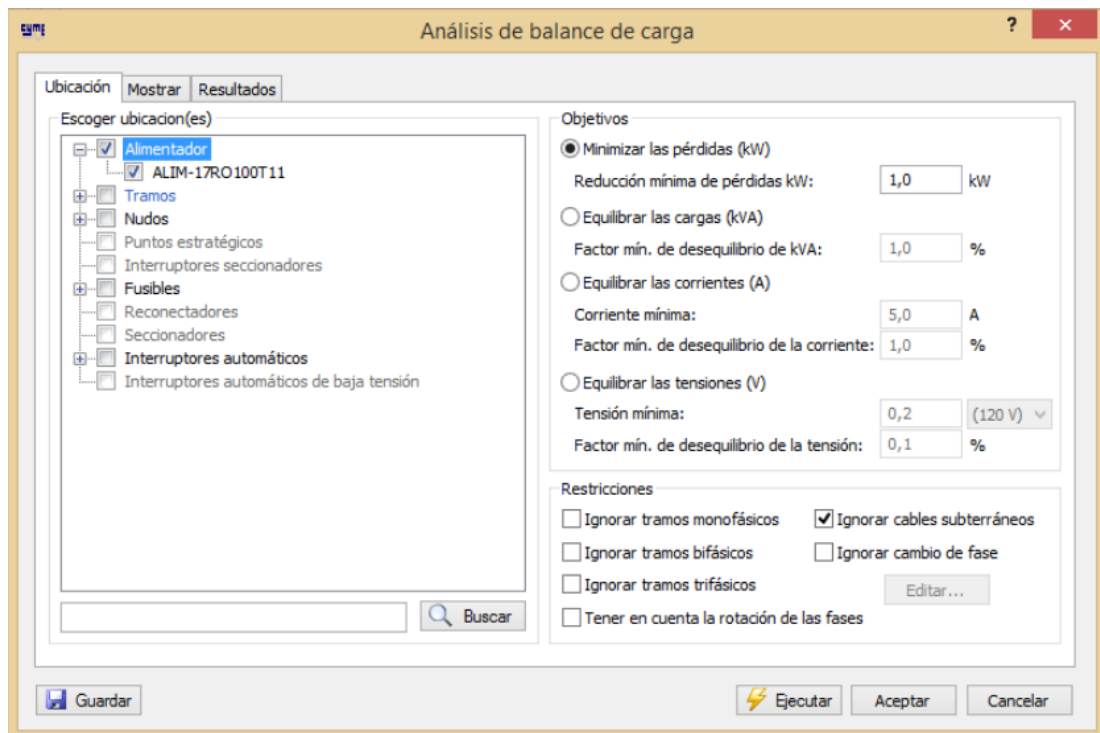 CYME
Análisis de balance de carga
?
Ubicación Mostrar Resultados
Escoger ubicacion(es)
Alimentador
ALIM-17RO100T11
Tramos
Nudos
Puntos estratégicos
Interruptores seccionadores
Fusibles
Reconectadores
Seccionadores
Interruptores automáticos
Interruptores automáticos de baja tensión
Buscar
Objetivos
Minimizar las pérdidas (kW)
Reducción mínima de pérdidas kW: 1,0 kW
Equilibrar las cargas (kVA)
Factor mín. de desequilibrio de kVA: 1,0 %
Equilibrar las corrientes (A)
Corriente mínima: 5,0 A
Factor mín. de desequilibrio de la corriente: 1,0 %
Equilibrar las tensiones (V)
Tensión mínima: 0,2 (120 V)
Factor mín. de desequilibrio de la tensión: 0,1 %
Restricciones
Ignorar tramos monofásicos Ignorar cables subterráneos
Ignorar tramos bifásicos Ignorar cambio de fase
Ignorar tramos trifásicos Editar...
Tener en cuenta la rotación de las fases
Guardar Ejecutar Aceptar Cancelar